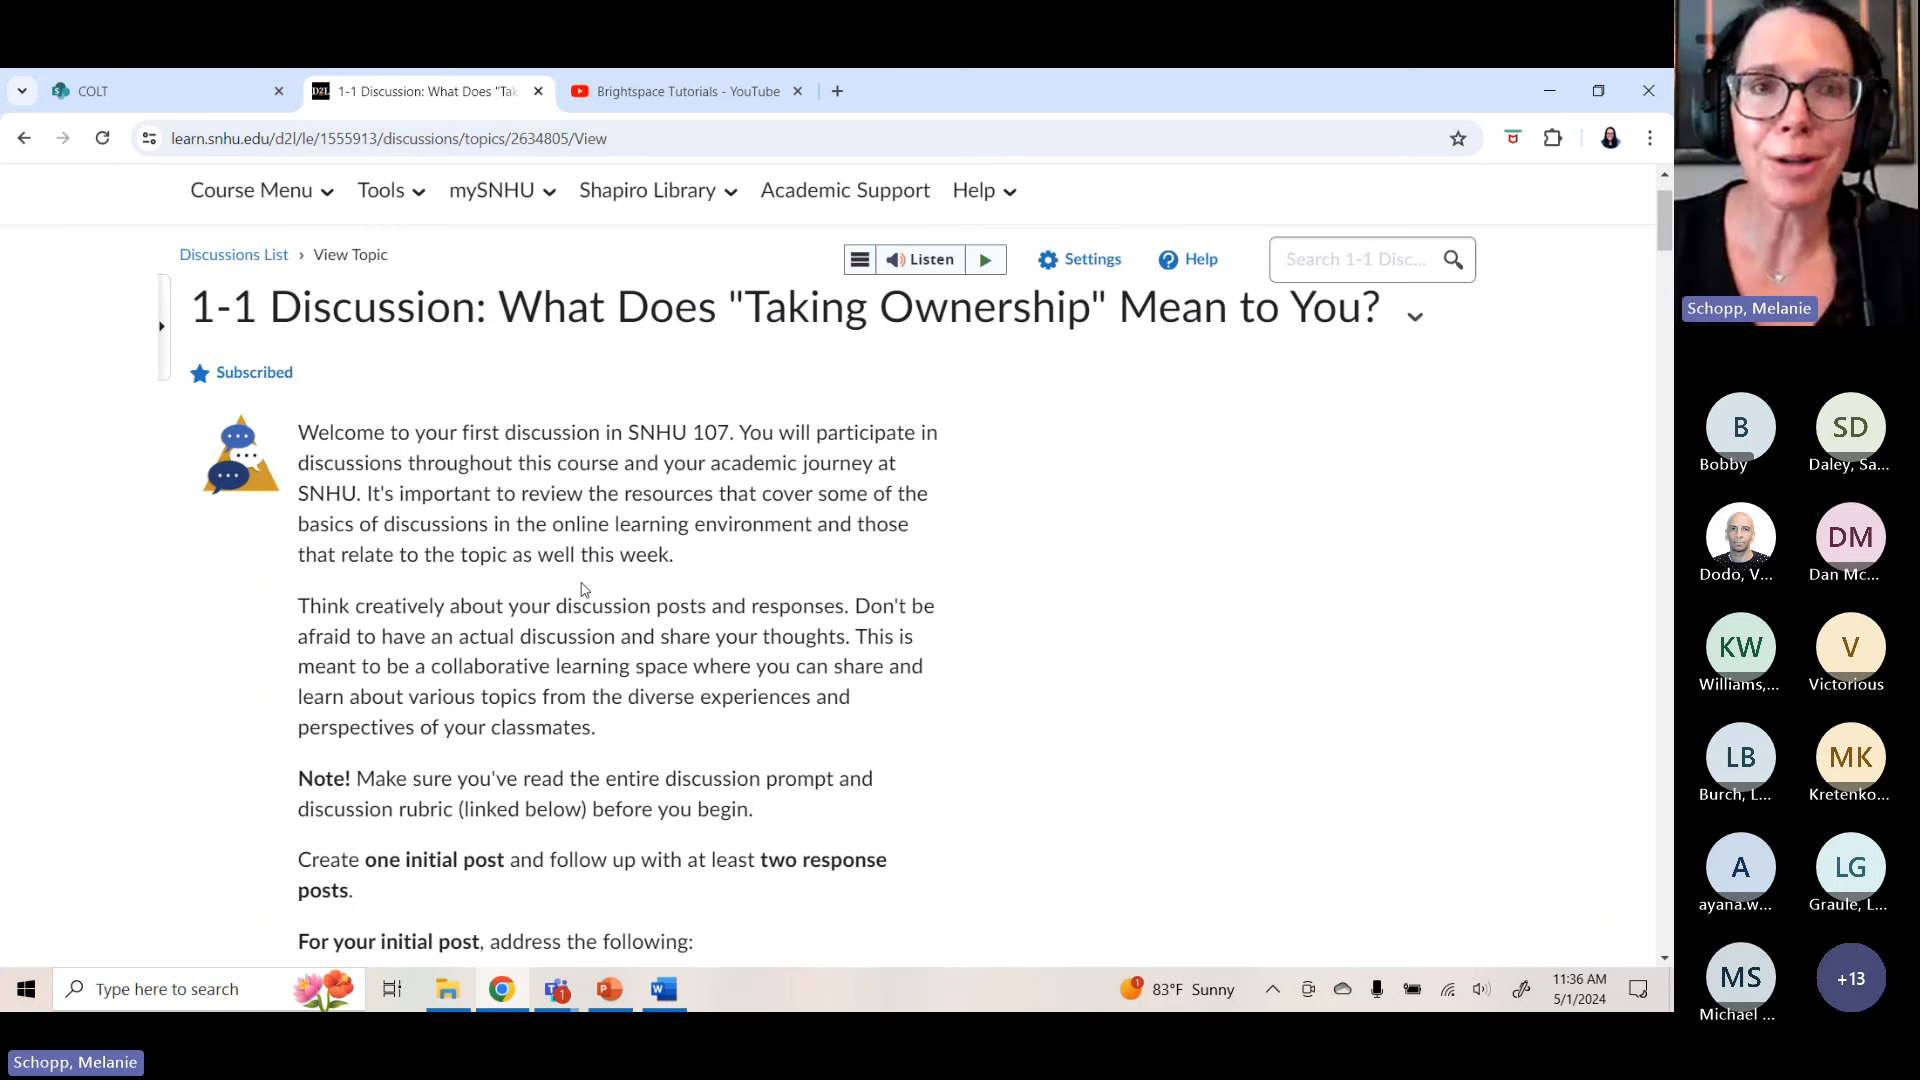 COLT
D2L
1-1 Discussion: What Does "Tak
Brightspace Tutorials - YouTube
learn.snhu.edu/d2l/le/1555913/discussions/topics/2634805/View
Course Menu
Tools
mySNHU
Shapiro Library
Academic Support
Help
Discussions List › View Topic
Listen
Settings
Help
Search 1-1 Disc...
1-1 Discussion: What Does "Taking Ownership" Mean to You?
Subscribed
Welcome to your first discussion in SNHU 107. You will participate in
discussions throughout this course and your academic journey at
SNHU. It's important to review the resources that cover some of the
basics of discussions in the online learning environment and those
that relate to the topic as well this week.
Think creatively about your discussion posts and responses. Don't be
afraid to have an actual discussion and share your thoughts. This is
meant to be a collaborative learning space where you can share and
learn about various topics from the diverse experiences and
perspectives of your classmates.
Note! Make sure you've read the entire discussion prompt and
discussion rubric (linked below) before you begin.
Create one initial post and follow up with at least two response
posts.
For your initial post, address the following:
Type here to search
1
P
W
1
83°F Sunny
11:36 AM
5/1/2024
Schopp, Melanie
Schopp, Melanie
B
Bobby
SD
Daley, Sa...
Dodo, V...
DM
Dan Mc...
KW
Williams,...
V
Victorious
LB
Burch, L...
MK
Kretenko...
A
ayana.w...
LG
Graule, L...
MS
Michael ...
+13